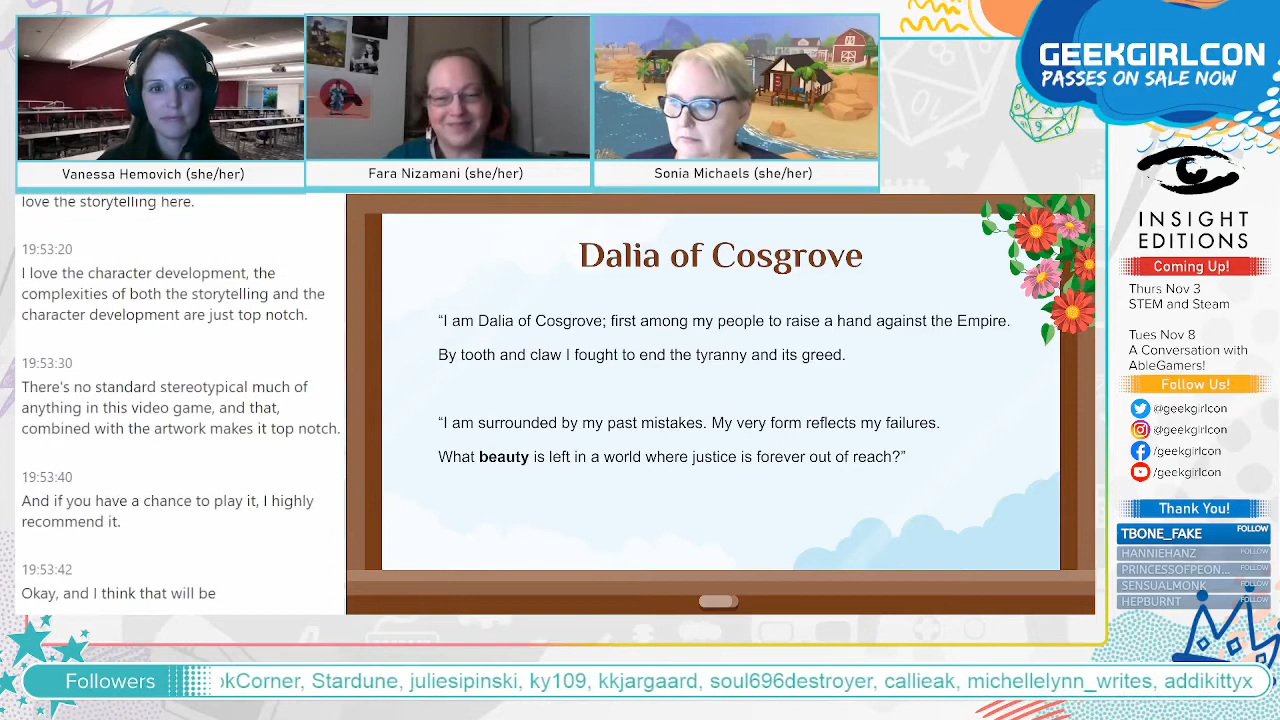 GEEKGIRLCON
PASSES ON SALE NOW
Vanessa Hemovich (she/her)
Fara Nizamani (she/her)
Sonia Michaels (she/her)
love the storytelling here.
19:53:20
I love the character development, the
complexities of both the storytelling and the
character development are just top notch.
19:53:30
There's no standard stereotypical much of
anything in this video game, and that,
combined with the artwork makes it top notch.
19:53:40
And if you have a chance to play it, I highly
recommend it.
19:53:42
Okay, and I think that will be
Dalia of Cosgrove
“I am Dalia of Cosgrove; first among my people to raise a hand against the Empire.
By tooth and claw I fought to end the tyranny and its greed.
“I am surrounded by my past mistakes. My very form reflects my failures.
What beauty is left in a world where justice is forever out of reach?”
INSIGHT
EDITIONS
Coming Up!
Thurs Nov 3
STEM and Steam
Tues Nov 8
A Conversation with
AbleGamers!
Follow Us!
@geekgirlcon
@geekgirlcon
/geekgirlcon
/geekgirlcon
Thank You!
TBONE_FAKE FOLLOW
HANNIEHANZ FOLLOW
PRINCESSOFPEON... FOLLOW
SENSUALMONK FOLLOW
HEPBURNT FOLLOW
Followers
okCorner, Stardune, juliesipinski, ky109, kkjargaard, soul696destroyer, callieak, michellelynn_writes, addikittyx